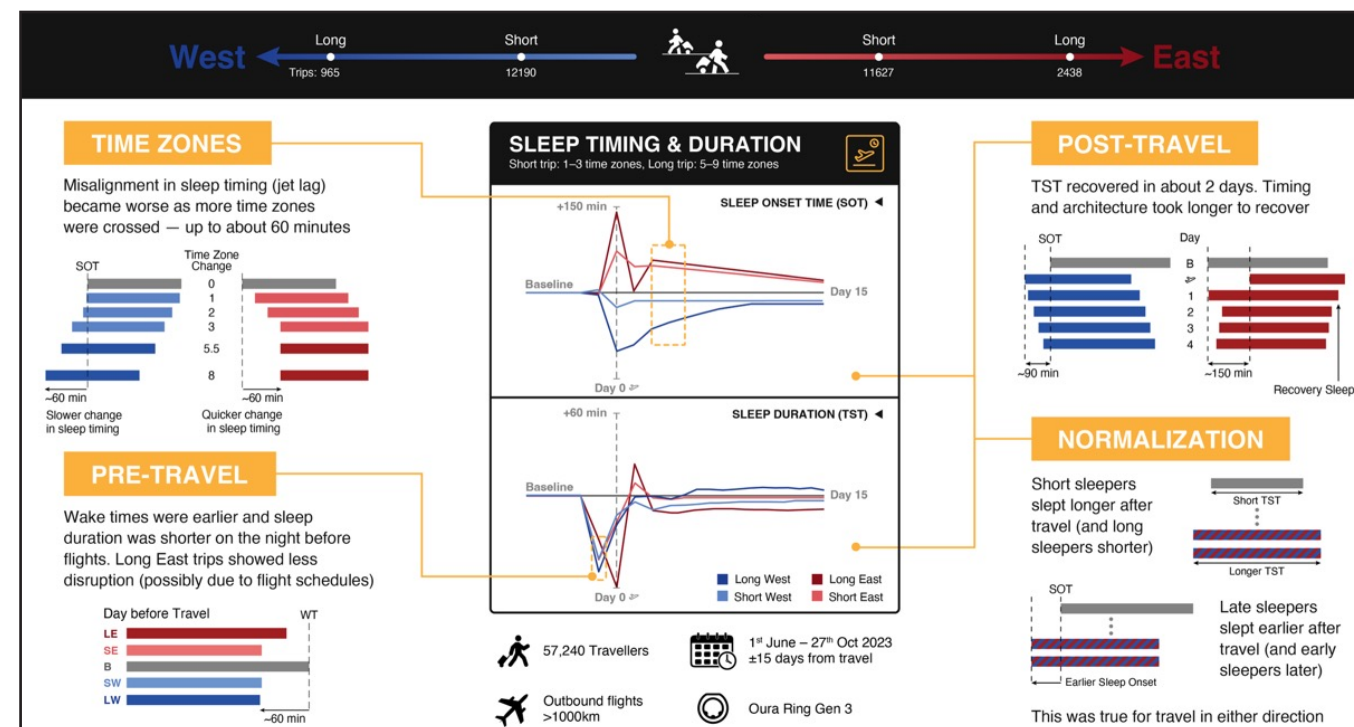 West
Long
Trips: 965
Short
12190
Short
11627
Long
2438
East
TIME ZONES
Misalignment in sleep timing (jet lag)
became worse as more time zones
were crossed — up to about 60 minutes
SOT
Time Zone
Change
0
1
2
3
5.5
8
~60 min
Slower change
in sleep timing
~60 min
Quicker change
in sleep timing
PRE-TRAVEL
Wake times were earlier and sleep
duration was shorter on the night before
flights. Long East trips showed less
disruption (possibly due to flight schedules)
Day before Travel
WT
LE
SE
B
SW
LW
~60 min
SLEEP TIMING & DURATION
Short trip: 1–3 time zones, Long trip: 5–9 time zones
+150 min
SLEEP ONSET TIME (SOT)
Baseline
Day 15
Day 0
+60 min
SLEEP DURATION (TST)
Baseline
Day 15
Day 0
Long West
Long East
Short West
Short East
57,240 Travellers
1st June – 27th Oct 2023
±15 days from travel
Outbound flights
>1000km
Oura Ring Gen 3
POST-TRAVEL
TST recovered in about 2 days. Timing
and architecture took longer to recover
SOT
Day
B
1
2
3
4
~90 min
~150 min
Recovery Sleep
NORMALIZATION
Short sleepers
slept longer after
travel (and long
sleepers shorter)
Short TST
Longer TST
SOT
Earlier Sleep Onset
Late sleepers
slept earlier after
travel (and early
sleepers later)
This was true for travel in either direction